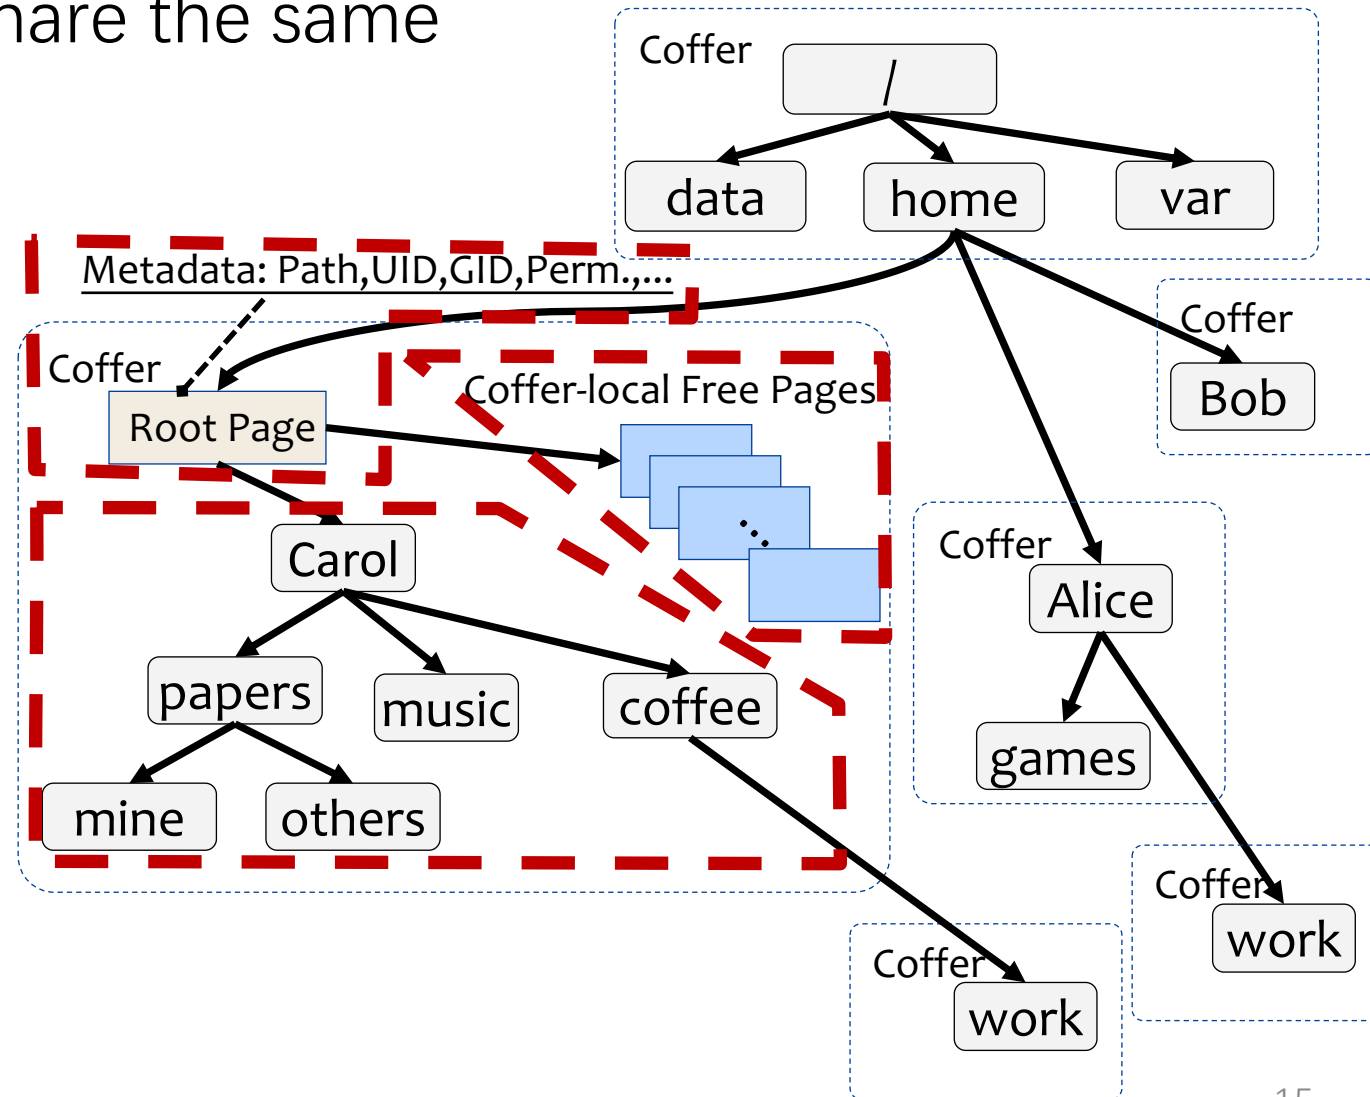 hare the same
Coffer
/
data
home
var
Metadata: Path,UID,GID,Perm.,...
Coffer
Coffer
Coffer-local Free Pages
Bob
Root Page
Coffer
Carol
Alice
papers
music
coffee
games
mine
others
Coffer
work
Coffer
work
15